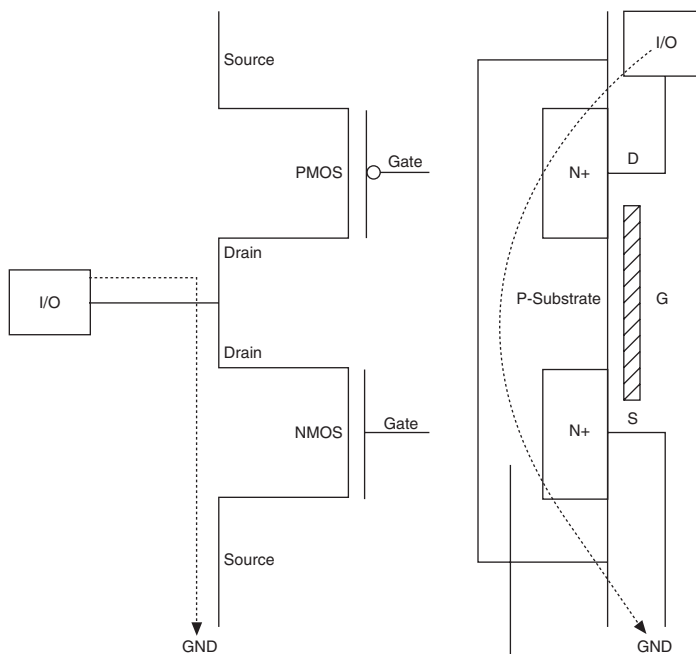 Source
PMOS
Gate
Drain
I/O
Drain
NMOS
Gate
Source
GND
I/O
D
N+
P-Substrate
G
S
N+
GND